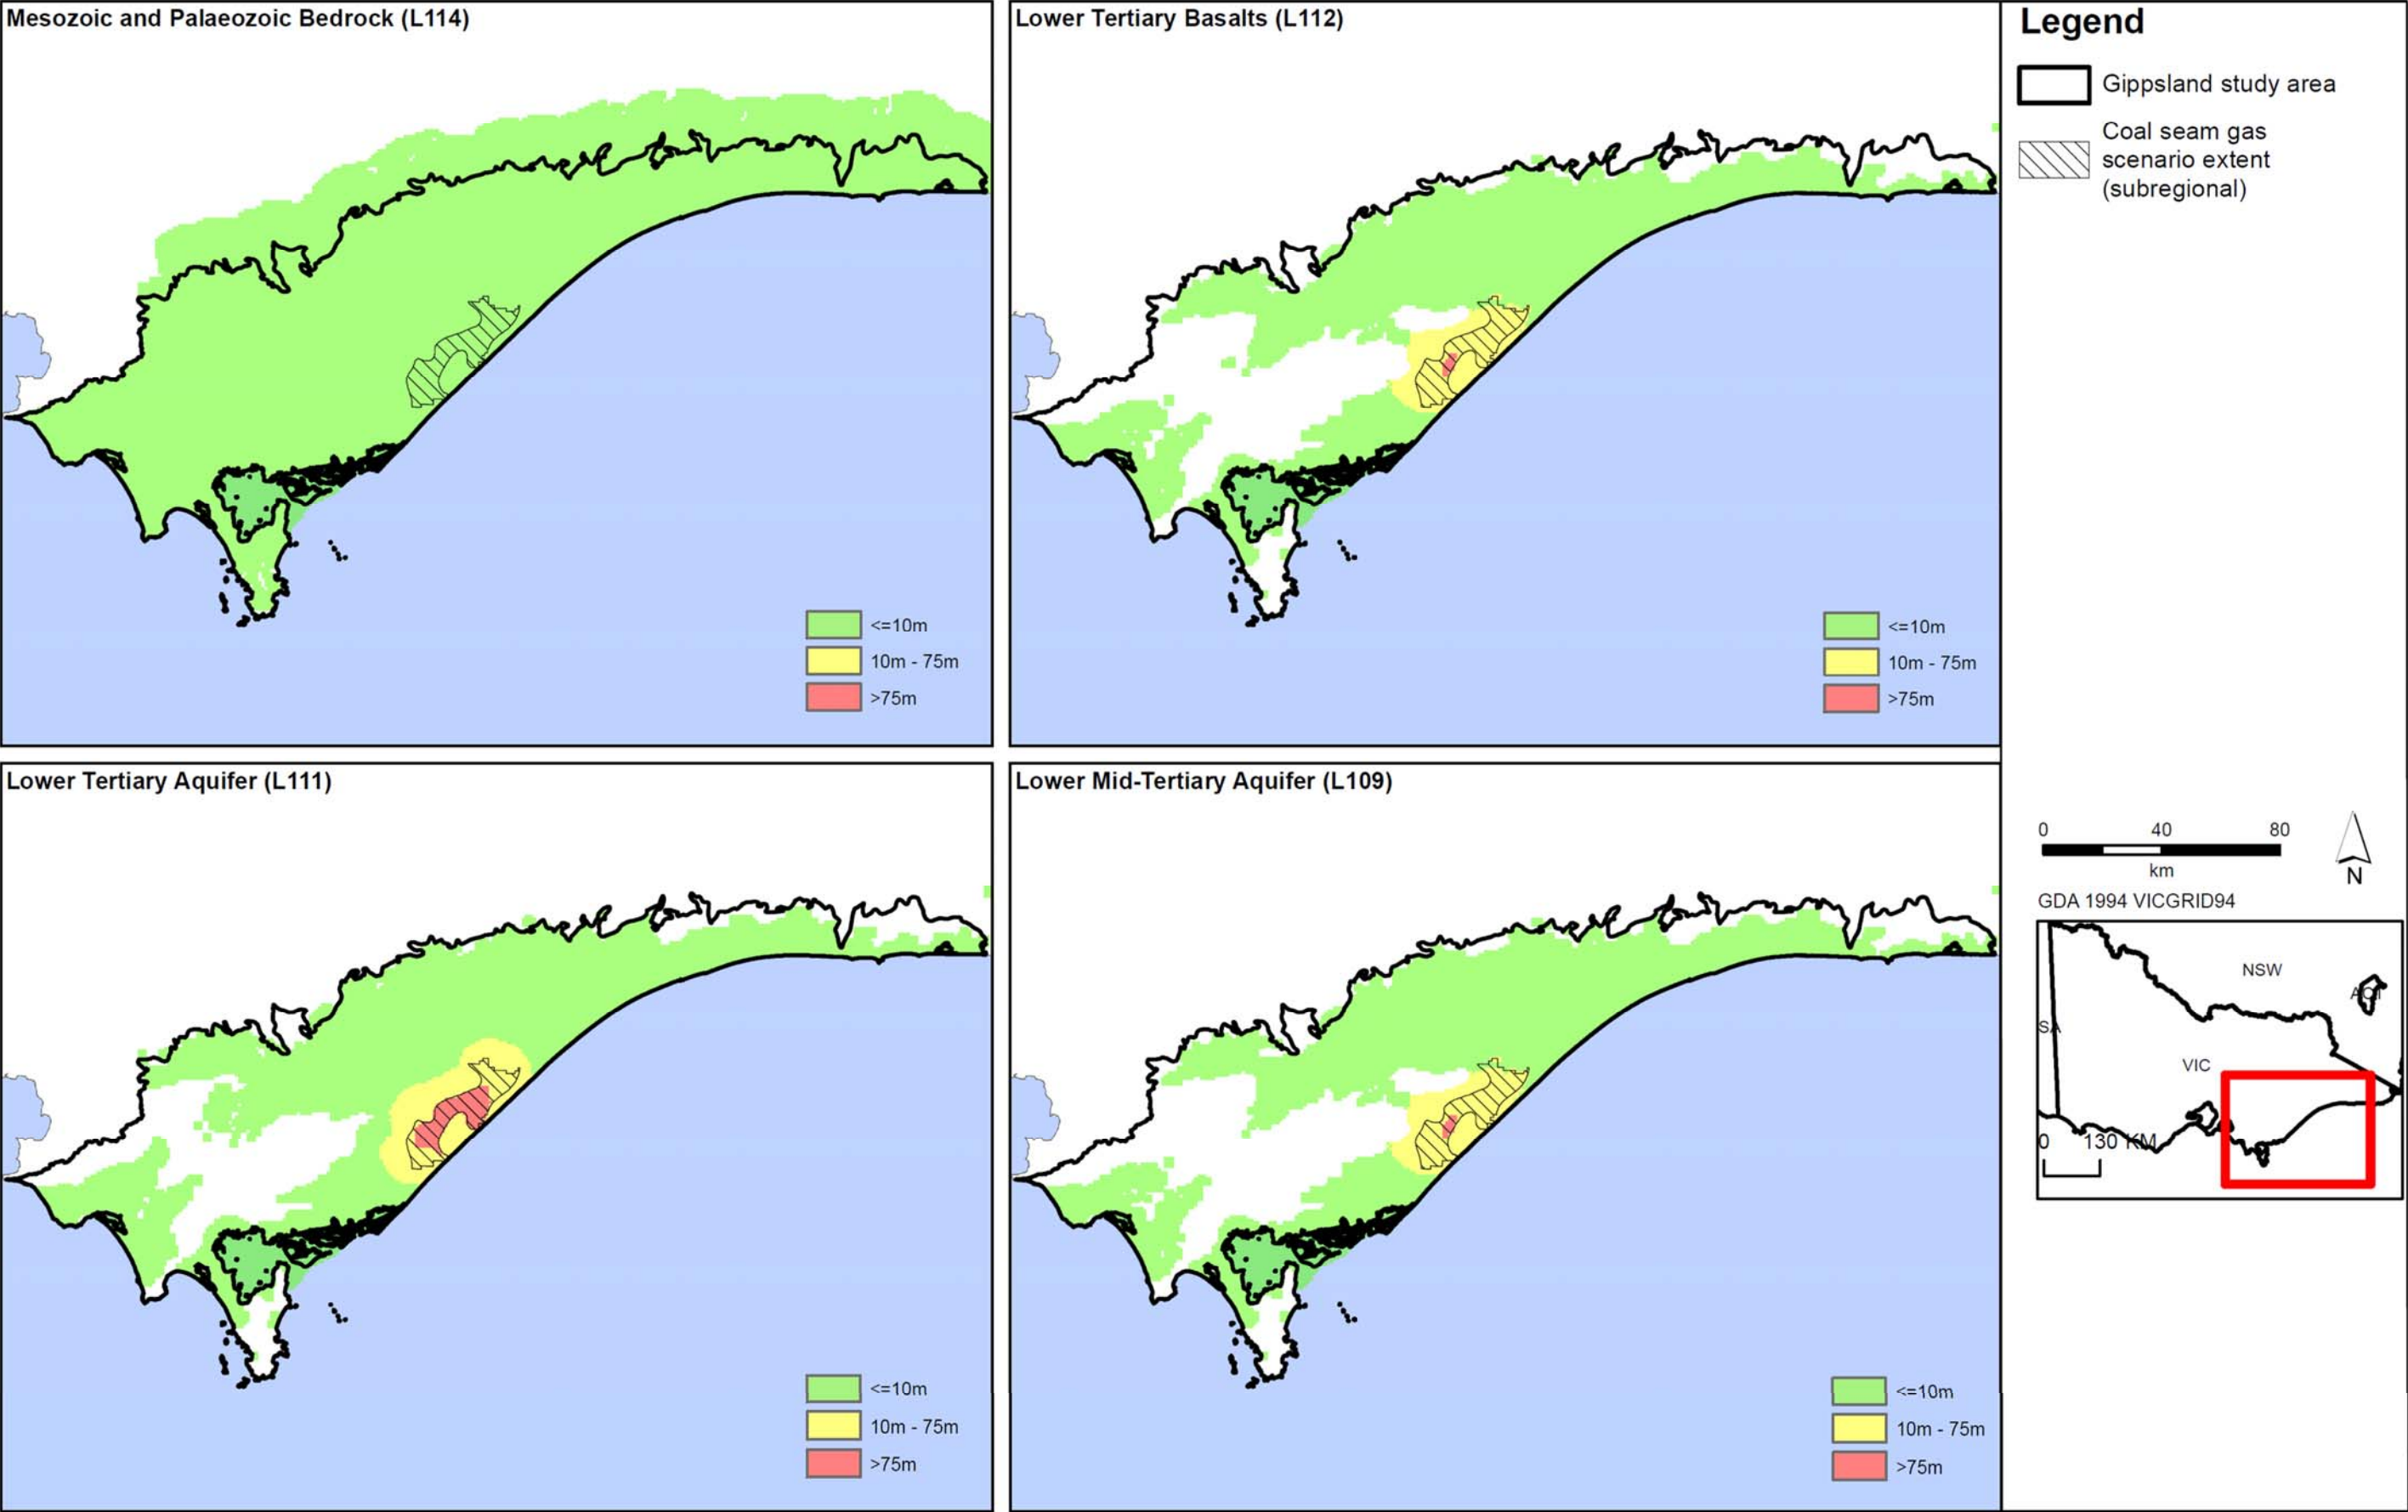 Mesozoic and Palaeozoic Bedrock (L114)
<=10m
10m - 75m
>75m
Lower Tertiary Basalts (L112)
<=10m
10m - 75m
>75m
Legend
Gippsland study area
Coal seam gas
scenario extent
(subregional)
Lower Tertiary Aquifer (L111)
<=10m
10m - 75m
>75m
Lower Mid-Tertiary Aquifer (L109)
<=10m
10m - 75m
>75m
0 40 80
km
N
GDA 1994 VICGRID94
NSW
ACT
SA
VIC
0 130 KM